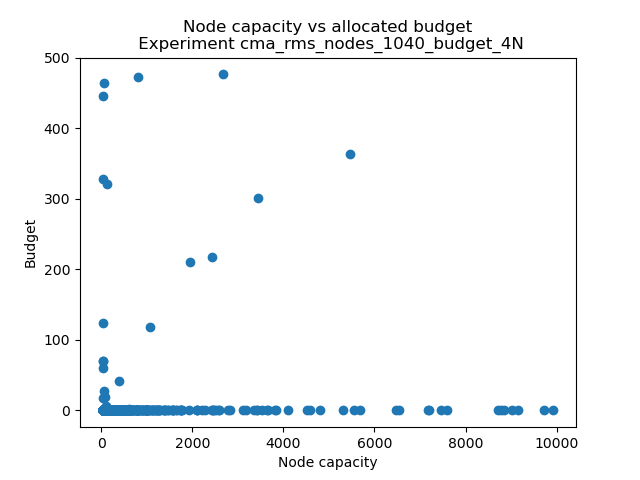 Node capacity vs allocated budget
Experiment cma_rms_nodes_1040_budget_4N
500
400
300
200
100
0
Budget
0 2000 4000 6000 8000 10000
Node capacity